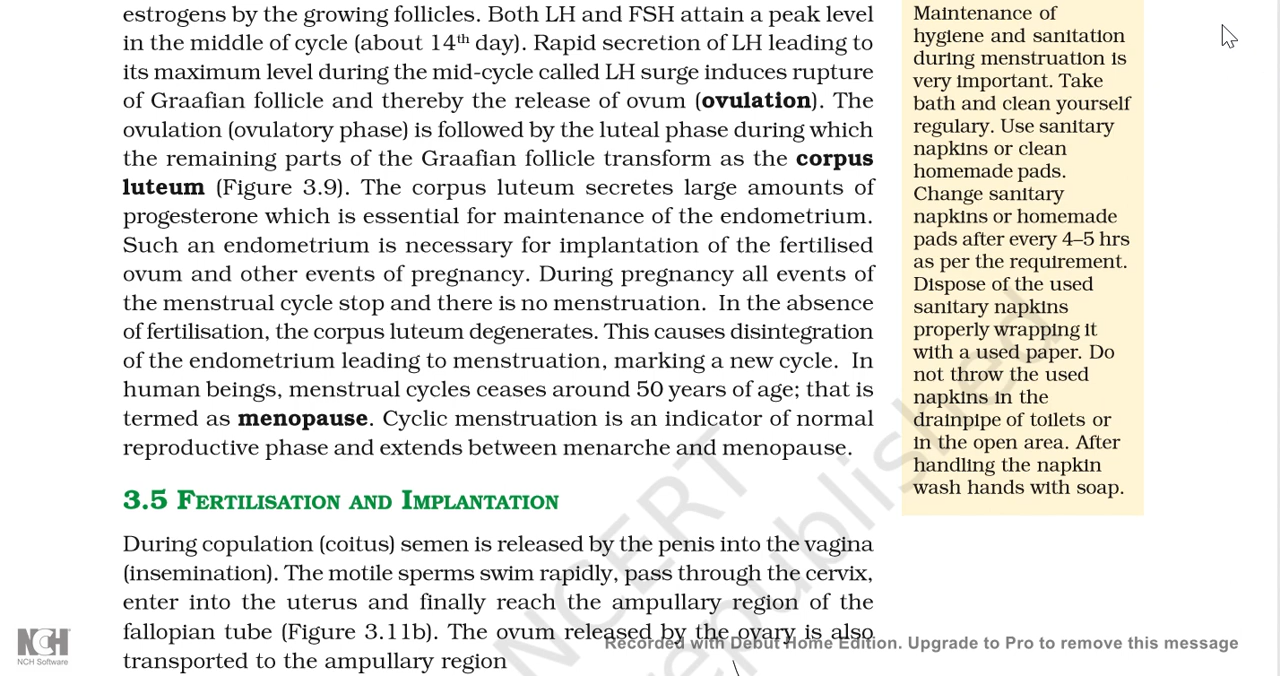 estrogens by the growing follicles. Both LH and FSH attain a peak level
in the middle of cycle (about 14th day). Rapid secretion of LH leading to
its maximum level during the mid-cycle called LH surge induces rupture
of Graafian follicle and thereby the release of ovum (ovulation). The
ovulation (ovulatory phase) is followed by the luteal phase during which
the remaining parts of the Graafian follicle transform as the corpus
luteum (Figure 3.9). The corpus luteum secretes large amounts of
progesterone which is essential for maintenance of the endometrium.
Such an endometrium is necessary for implantation of the fertilised
ovum and other events of pregnancy. During pregnancy all events of
the menstrual cycle stop and there is no menstruation. In the absence
of fertilisation, the corpus luteum degenerates. This causes disintegration
of the endometrium leading to menstruation, marking a new cycle. In
human beings, menstrual cycles ceases around 50 years of age; that is
termed as menopause. Cyclic menstruation is an indicator of normal
reproductive phase and extends between menarche and menopause.
3.5 FERTILISATION AND IMPLANTATION
During copulation (coitus) semen is released by the penis into the vagina
(insemination). The motile sperms swim rapidly, pass through the cervix,
enter into the uterus and finally reach the ampullary region of the
fallopian tube (Figure 3.11b). The ovum released by the ovary is also
transported to the ampullary region
Maintenance of
hygiene and sanitation
during menstruation is
very important. Take
bath and clean yourself
regulary. Use sanitary
napkins or clean
homemade pads.
Change sanitary
napkins or homemade
pads after every 4–5 hrs
as per the requirement.
Dispose of the used
sanitary napkins
properly wrapping it
with a used paper. Do
not throw the used
napkins in the
drainpipe of toilets or
in the open area. After
handling the napkin
wash hands with soap.
NCERT
republished
NCH
NCH Software
Recorded with Debut Home Edition. Upgrade to Pro to remove this message